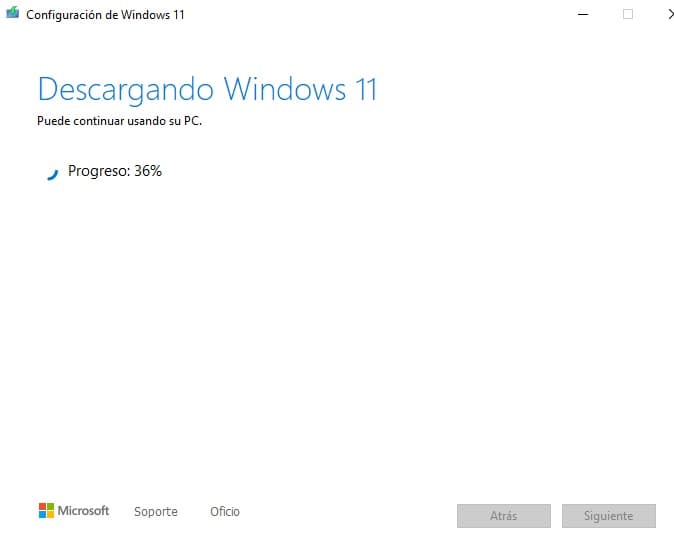 Configuración de Windows 11
Descargando Windows 11
Puede continuar usando su PC.
Progreso: 36%
Microsoft Soporte Oficio Atrás Siguiente